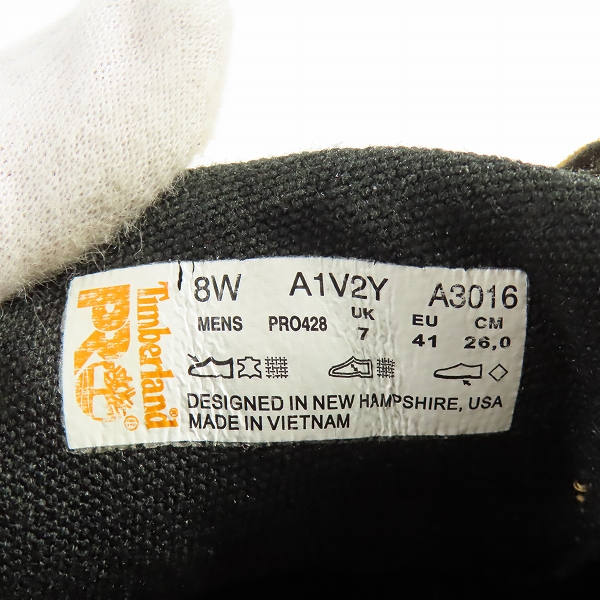 Timberland®
PRO®
8W A1V2Y A3016
MENS PRO428 UK 7 EU 41 CM 26,0
DESIGNED IN NEW HAMPSHIRE, USA
MADE IN VIETNAM